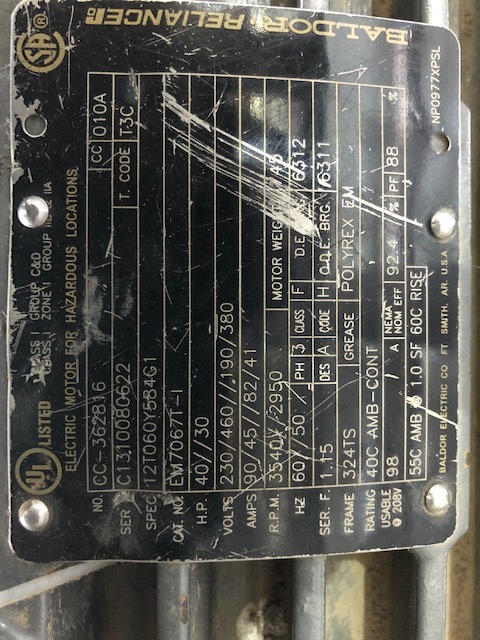 BALDOR · RELIANCE
NP0977XPSL
UL LISTED
CLASS I GROUP C&D
CLASS I ZONE I GROUP IIA
ELECTRIC MOTOR FOR HAZARDOUS LOCATIONS
NO. CC-362816 CC 010A
SER C1310080622 T. CODE T3C
SPEC 12T060Y584G1
CAT. NO. EM7067T-I
H.P. 40//30
VOLTS 230//460//190/380
AMPS 90/45//82/41
R.P.M. 3540//2950 MOTOR WEIGHT
HZ 60//50 PH 3 CLASS F D.E. 6312
SER. F. 1.15 DES A CODE H O.D.E. BRG. 6311
FRAME 324TS GREASE POLYREX EM
RATING 40C AMB-CONT
USABLE @ 208V 98 A NEMA NOM EFF 92.4 % PF 88 %
55C AMB @ 1.0 SF 60C RISE
BALDOR ELECTRIC CO FT SMITH, AR. U.S.A